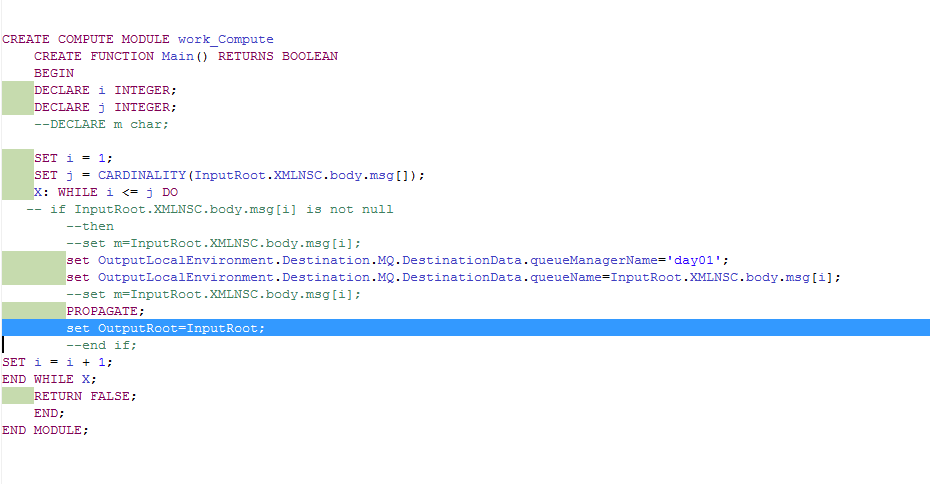 CREATE COMPUTE MODULE work_Compute
CREATE FUNCTION Main() RETURNS BOOLEAN
BEGIN
DECLARE i INTEGER;
DECLARE j INTEGER;
--DECLARE m char;
SET i = 1;
SET j = CARDINALITY(InputRoot.XMLNSC.body.msg[]);
X: WHILE i <= j DO
-- if InputRoot.XMLNSC.body.msg[i] is not null
--then
--set m=InputRoot.XMLNSC.body.msg[i];
set OutputLocalEnvironment.Destination.MQ.DestinationData.queueManagerName='day01';
set OutputLocalEnvironment.Destination.MQ.DestinationData.queueName=InputRoot.XMLNSC.body.msg[i];
--set m=InputRoot.XMLNSC.body.msg[i];
PROPAGATE;
set OutputRoot=InputRoot;
--end if;
SET i = i + 1;
END WHILE X;
RETURN FALSE;
END;
END MODULE;